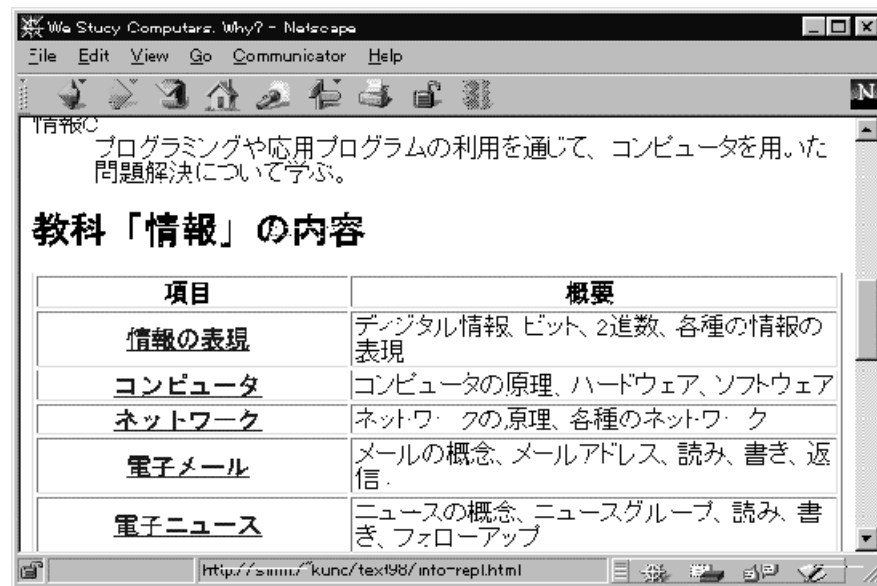 We Study Computers. Why? - Netscape
File Edit View Go Communicator Help
N
情報C
プログラミングや応用プログラムの利用を通じて、コンピュータを用いた
問題解決について学ぶ。
教科「情報」の内容
項目 概要
情報の表現 ディジタル情報、ビット、2進数、各種の情報の
表現
コンピュータ コンピュータの原理、ハードウェア、ソフトウェア
ネットワーク ネットワークの原理、各種のネットワーク
電子メール メールの概念、メールアドレス、読み、書き、返
信.
電子ニュース ニュースの概念、ニュースグループ、読み、書
き、フォローアップ